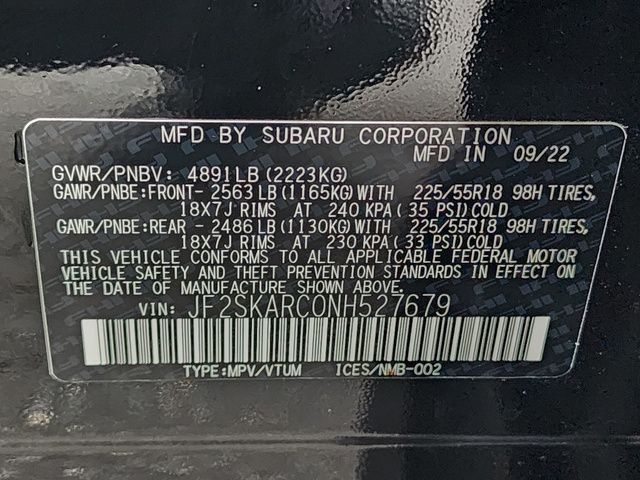 MFD BY SUBARU CORPORATION
MFD IN 09/22
GVWR/PNBV: 4891LB (2223KG)
GAWR/PNBE:FRONT- 2563 LB (1165KG) WITH 225/55R18 98H TIRES,
18X7J RIMS AT 240 KPA ( 35 PSI) COLD
GAWR/PNBE:REAR - 2486 LB (1130KG) WITH 225/55R18 98H TIRES,
18X7J RIMS AT 230 KPA ( 33 PSI) COLD
THIS VEHICLE CONFORMS TO ALL APPLICABLE FEDERAL MOTOR
VEHICLE SAFETY AND THEFT PREVENTION STANDARDS IN EFFECT ON
THE DATE OF MANUFACTURE SHOWN ABOVE.
VIN: JF2SKARC0NH527679
TYPE:MPV/VTUM ICES/NMB-002